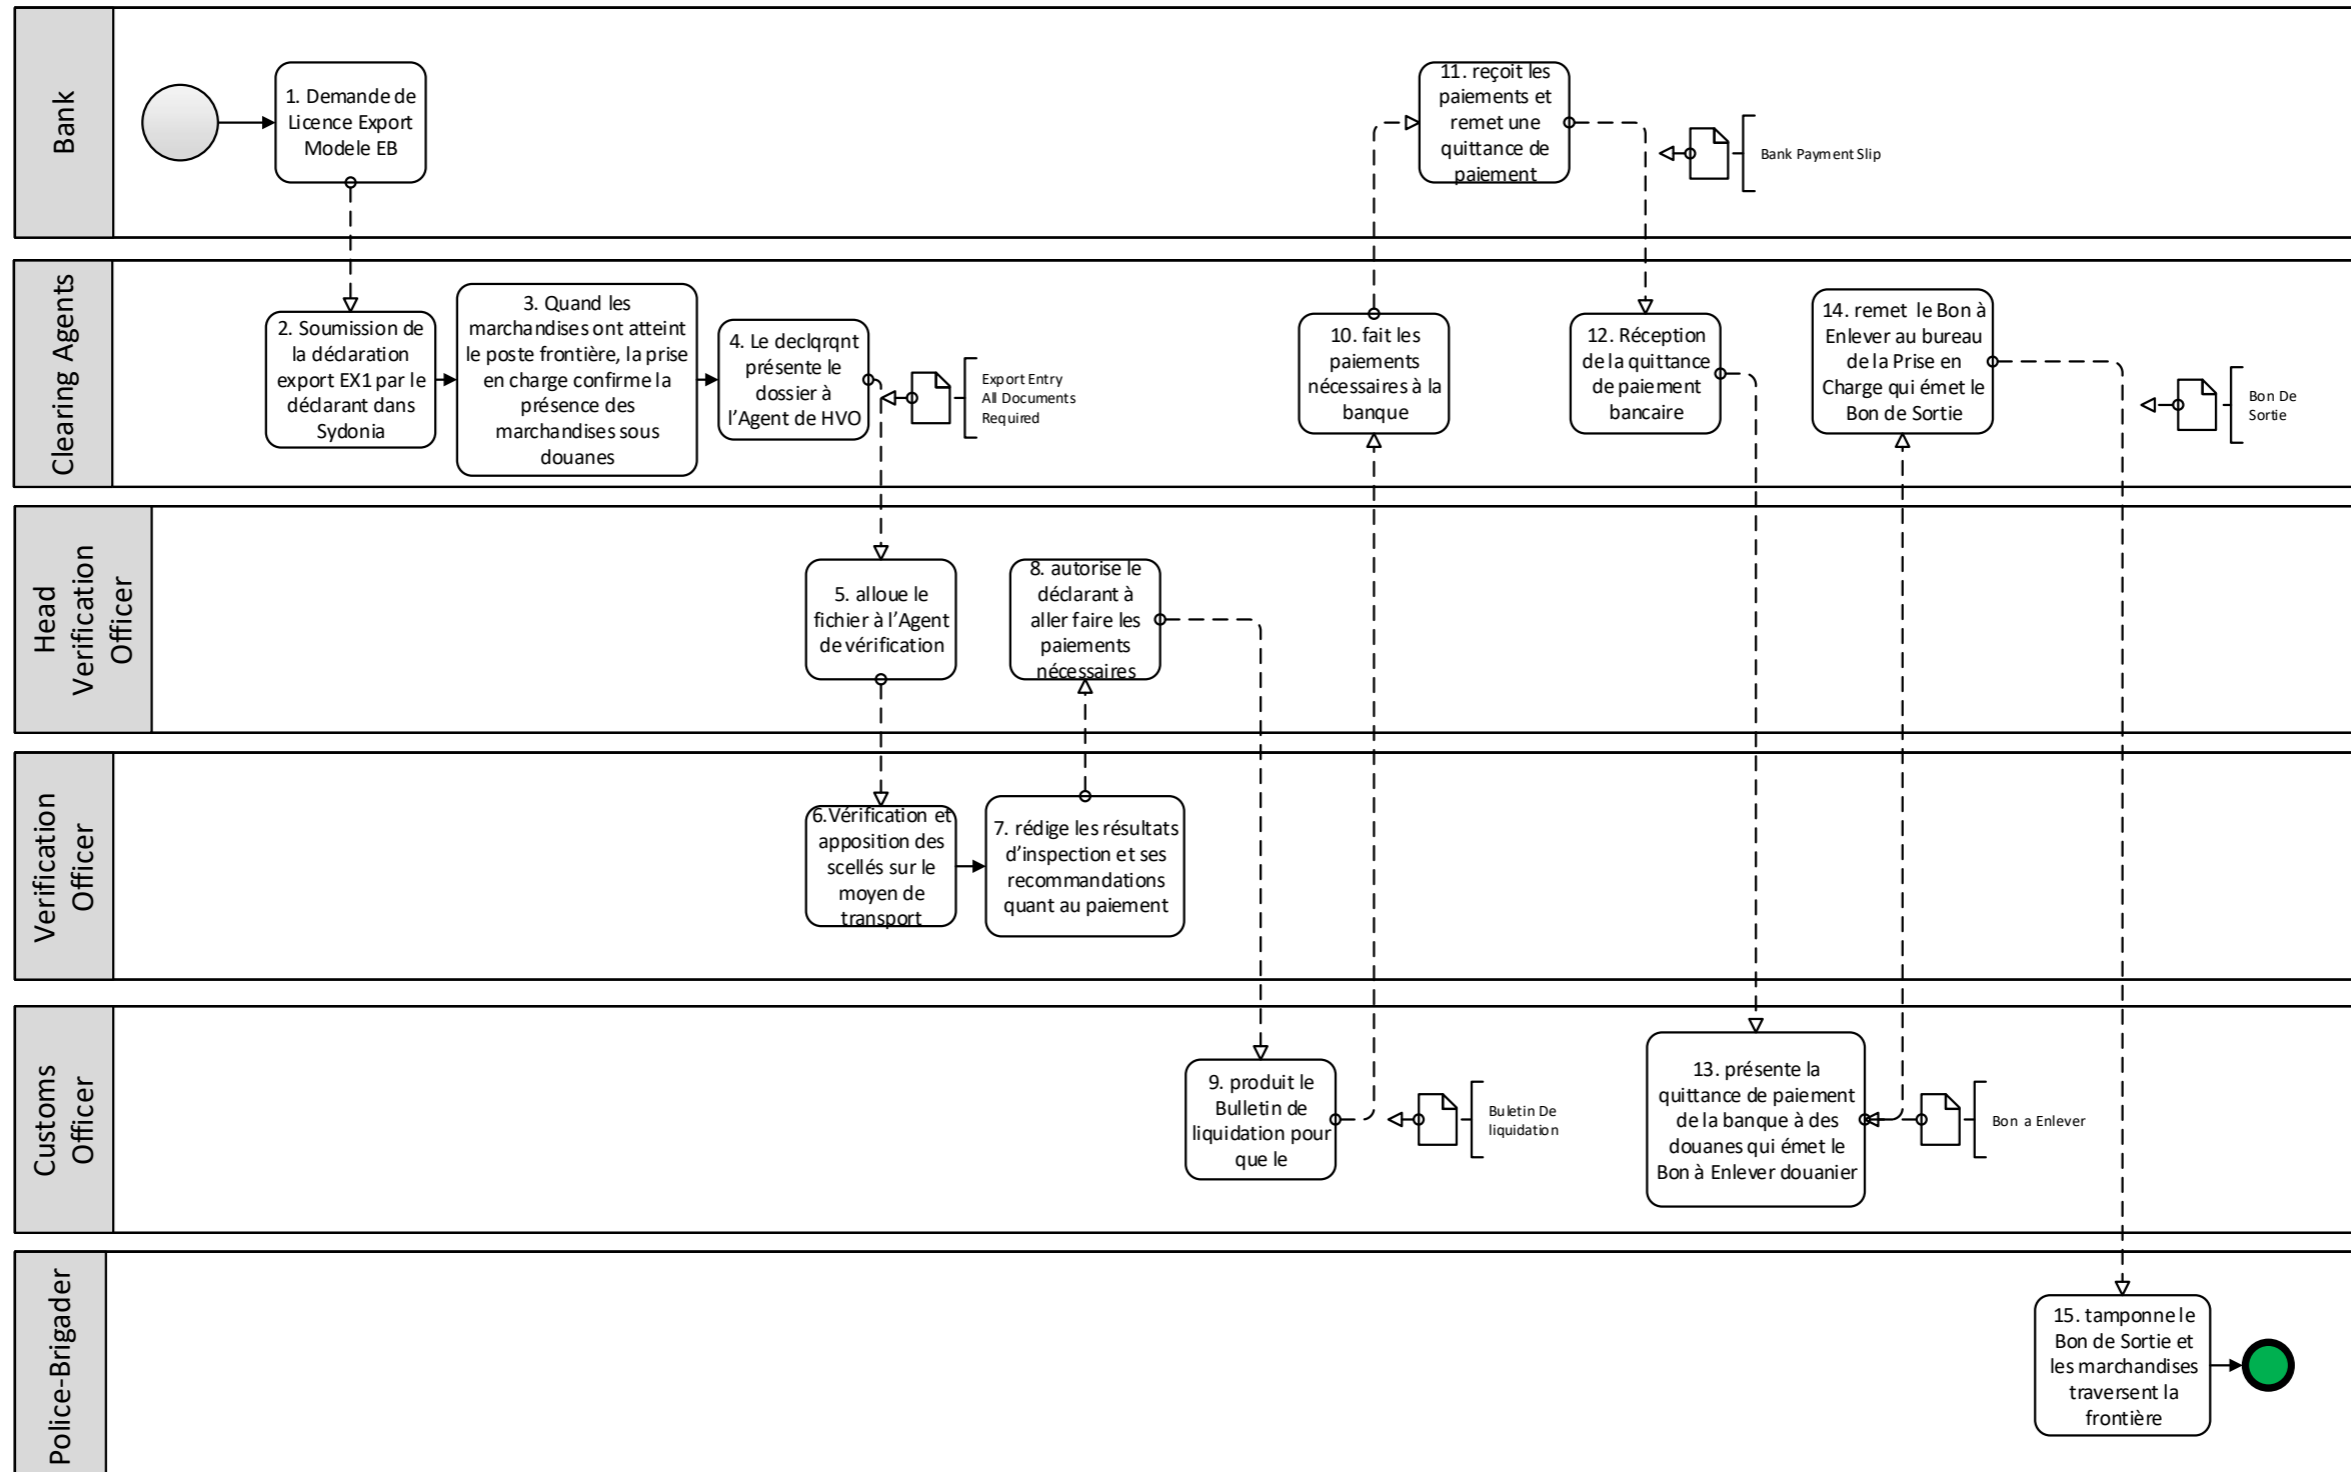 Bank
1. Demande de
Licence Export
Modele EB
11. reçoit les
paiements et
remet une
quittance de
paiement
Bank Payment Slip
Clearing Agents
2. Soumission de
la déclaration
export EX1 par le
déclarant dans
Sydonia
3. Quand les
marchandises ont atteint
le poste frontière, la prise
en charge confirme la
présence des
marchandises sous
douanes
4. Le declqrqnt
présente le
dossier à
l’Agent de HVO
Export Entry
All Documents
Required
10. fait les
paiements
nécessaires à la
banque
12. Réception
de la quittance
de paiement
bancaire
14. remet le Bon à
Enlever au bureau
de la Prise en
Charge qui émet le
Bon de Sortie
Bon De
Sortie
Head
Verification
Officer
5. alloue le
fichier à l’Agent
de vérification
8. autorise le
déclarant à
aller faire les
paiements
nécessaires
Verification
Officer
6.Vérification et
apposition des
scellés sur le
moyen de
transport
7. rédige les résultats
d’inspection et ses
recommandations
quant au paiement
Customs
Officer
9. produit le
Bulletin de
liquidation pour
que le
Buletin De
liquidation
13. présente la
quittance de paiement
de la banque à des
douanes qui émet le
Bon à Enlever douanier
Bon a Enlever
Police-Brigader
15. tamponne le
Bon de Sortie et
les marchandises
traversent la
frontière